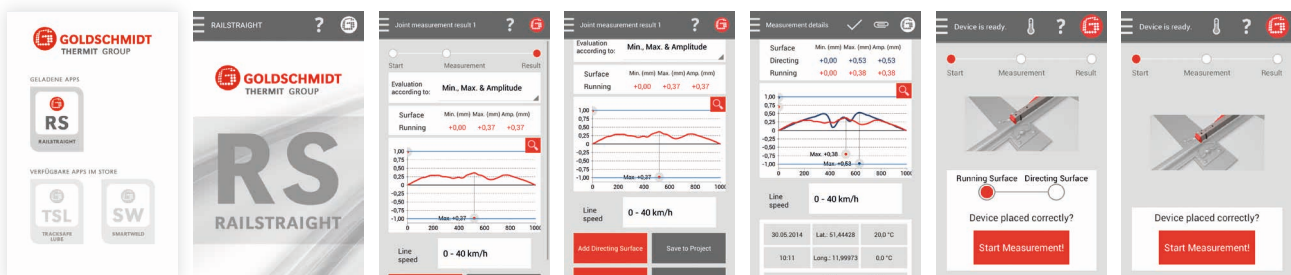 GOLDSCHMIDT
THERMIT GROUP
GELADENE APPS
RS
RAILSTRAIGHT
VERFÜGBARE APPS IM STORE
TSL
TRACKSAFE
LUBE
SW
SMARTWELD
RAILSTRAIGHT ?
GOLDSCHMIDT
THERMIT GROUP
RS
RAILSTRAIGHT
Joint measurement result 1 ?
Start Measurement Result
Evaluation
according to: Min., Max. & Amplitude
Surface Min. (mm) Max. (mm) Amp. (mm)
Running +0,00 +0,37 +0,37
1,00
0,75
0,50
0,25
0
-0,25
-0,50
-0,75
-1,00
Max. +0,37
0 200 400 600 800 1000
Line
speed 0 - 40 km/h
Joint measurement result 1 ?
Evaluation
according to: Min., Max. & Amplitude
Surface Min. (mm) Max. (mm) Amp. (mm)
Running +0,00 +0,37 +0,37
1,00
0,75
0,50
0,25
0
-0,25
-0,50
-0,75
-1,00
Max. +0,37
0 200 400 600 800 1000
Line
speed 0 - 40 km/h
Add Directing Surface Save to Project
Measurement details
Surface Min. (mm) Max. (mm) Amp. (mm)
Directing +0,00 +0,53 +0,53
Running +0,00 +0,38 +0,38
1,00
0,75
0,50
0,25
0
-0,25
-0,50
-0,75
-1,00
Max. +0,38
Max. +0,53
0 200 400 600 800 1000
Line
speed 0 - 40 km/h
30.05.2014 Lat.: 51,44428 20,0 °C
10:11 Long.: 11,99973 0,0 °C
Device is ready. ?
Start Measurement Result
Running Surface Directing Surface
Device placed correctly?
Start Measurement!
Device is ready. ?
Start Measurement Result
Device placed correctly?
Start Measurement!